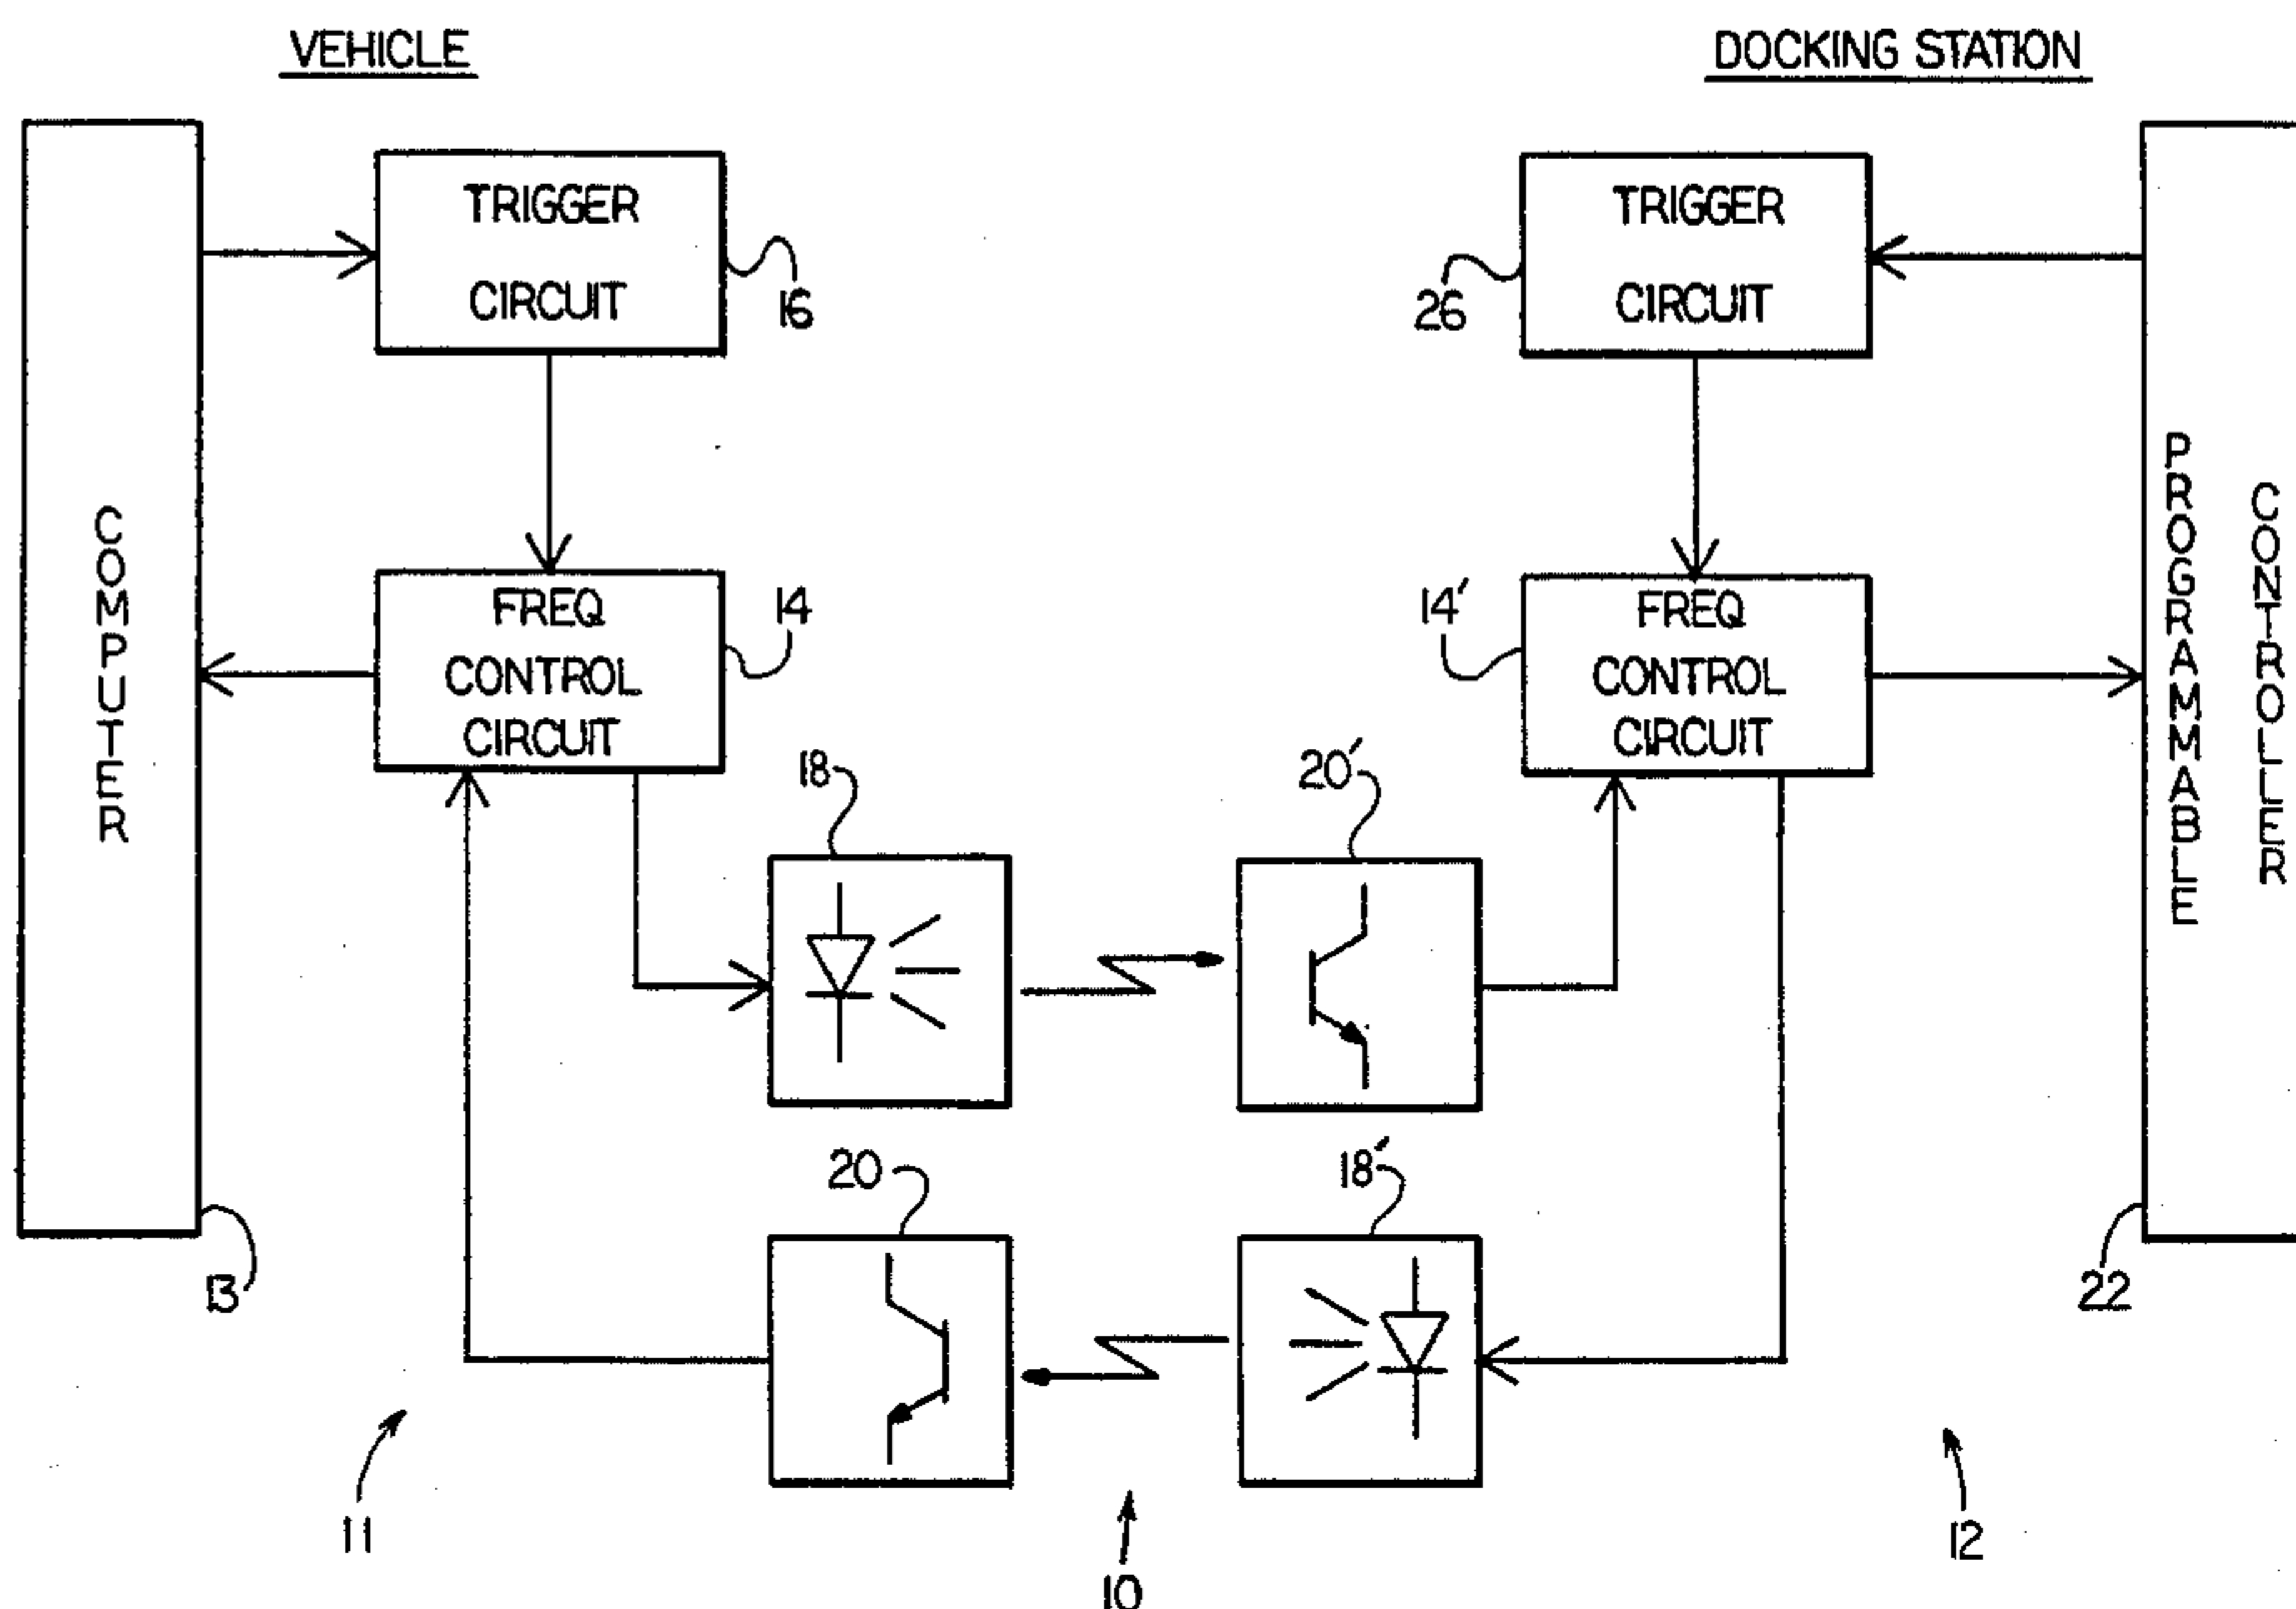 VEHICLE
DOCKING STATION
TRIGGER
CIRCUIT
16
TRIGGER
CIRCUIT
26
COMPUTER
FREQ
CONTROL
CIRCUIT
14
14'
FREQ
CONTROL
CIRCUIT
PROGRAMMABLE
CONTROLLER
18
20'
20
18'
13
22
11
10
12